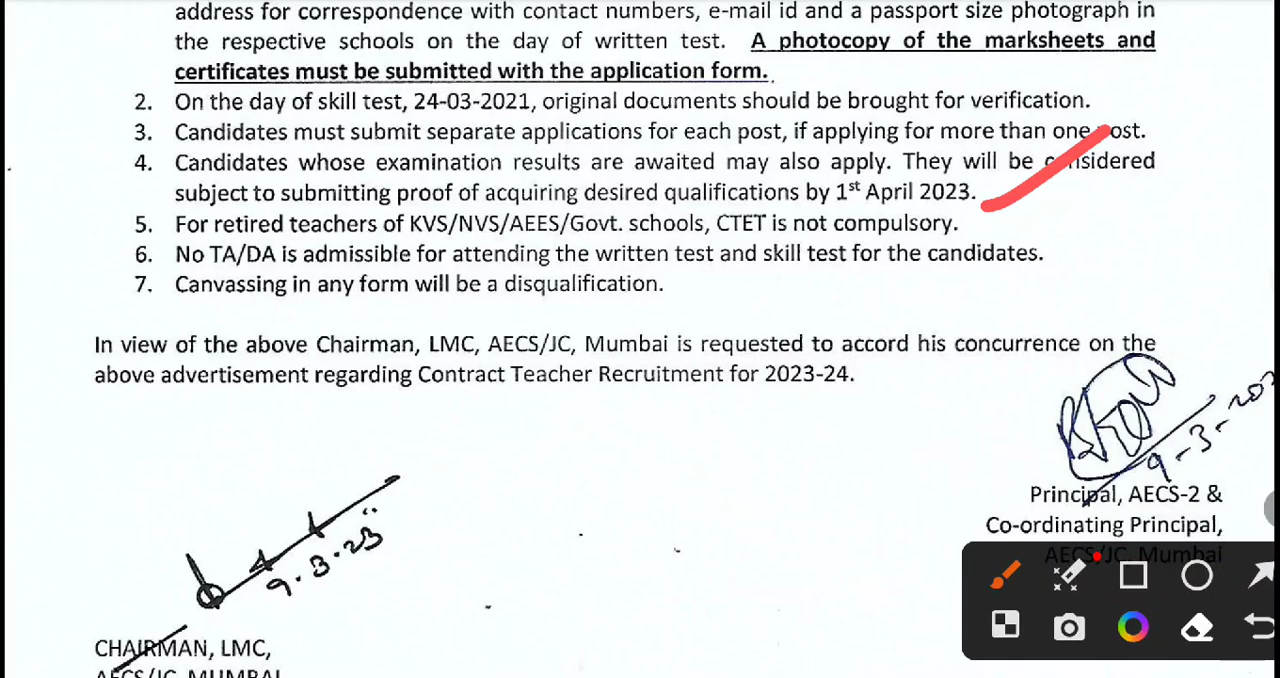 address for correspondence with contact numbers, e-mail id and a passport size photograph in
the respective schools on the day of written test. A photocopy of the marksheets and
certificates must be submitted with the application form.
2. On the day of skill test, 24-03-2021, original documents should be brought for verification.
3. Candidates must submit separate applications for each post, if applying for more than one post.
4. Candidates whose examination results are awaited may also apply. They will be considered
subject to submitting proof of acquiring desired qualifications by 1st April 2023.
5. For retired teachers of KVS/NVS/AEES/Govt. schools, CTET is not compulsory.
6. No TA/DA is admissible for attending the written test and skill test for the candidates.
7. Canvassing in any form will be a disqualification.
In view of the above Chairman, LMC, AECS/JC, Mumbai is requested to accord his concurrence on the
above advertisement regarding Contract Teacher Recruitment for 2023-24.
9-3-202
9.3.23
Principal, AECS-2 &
Co-ordinating Principal,
AECS/JC, Mumbai
CHAIRMAN, LMC,
AECS/JC, MUMBAI